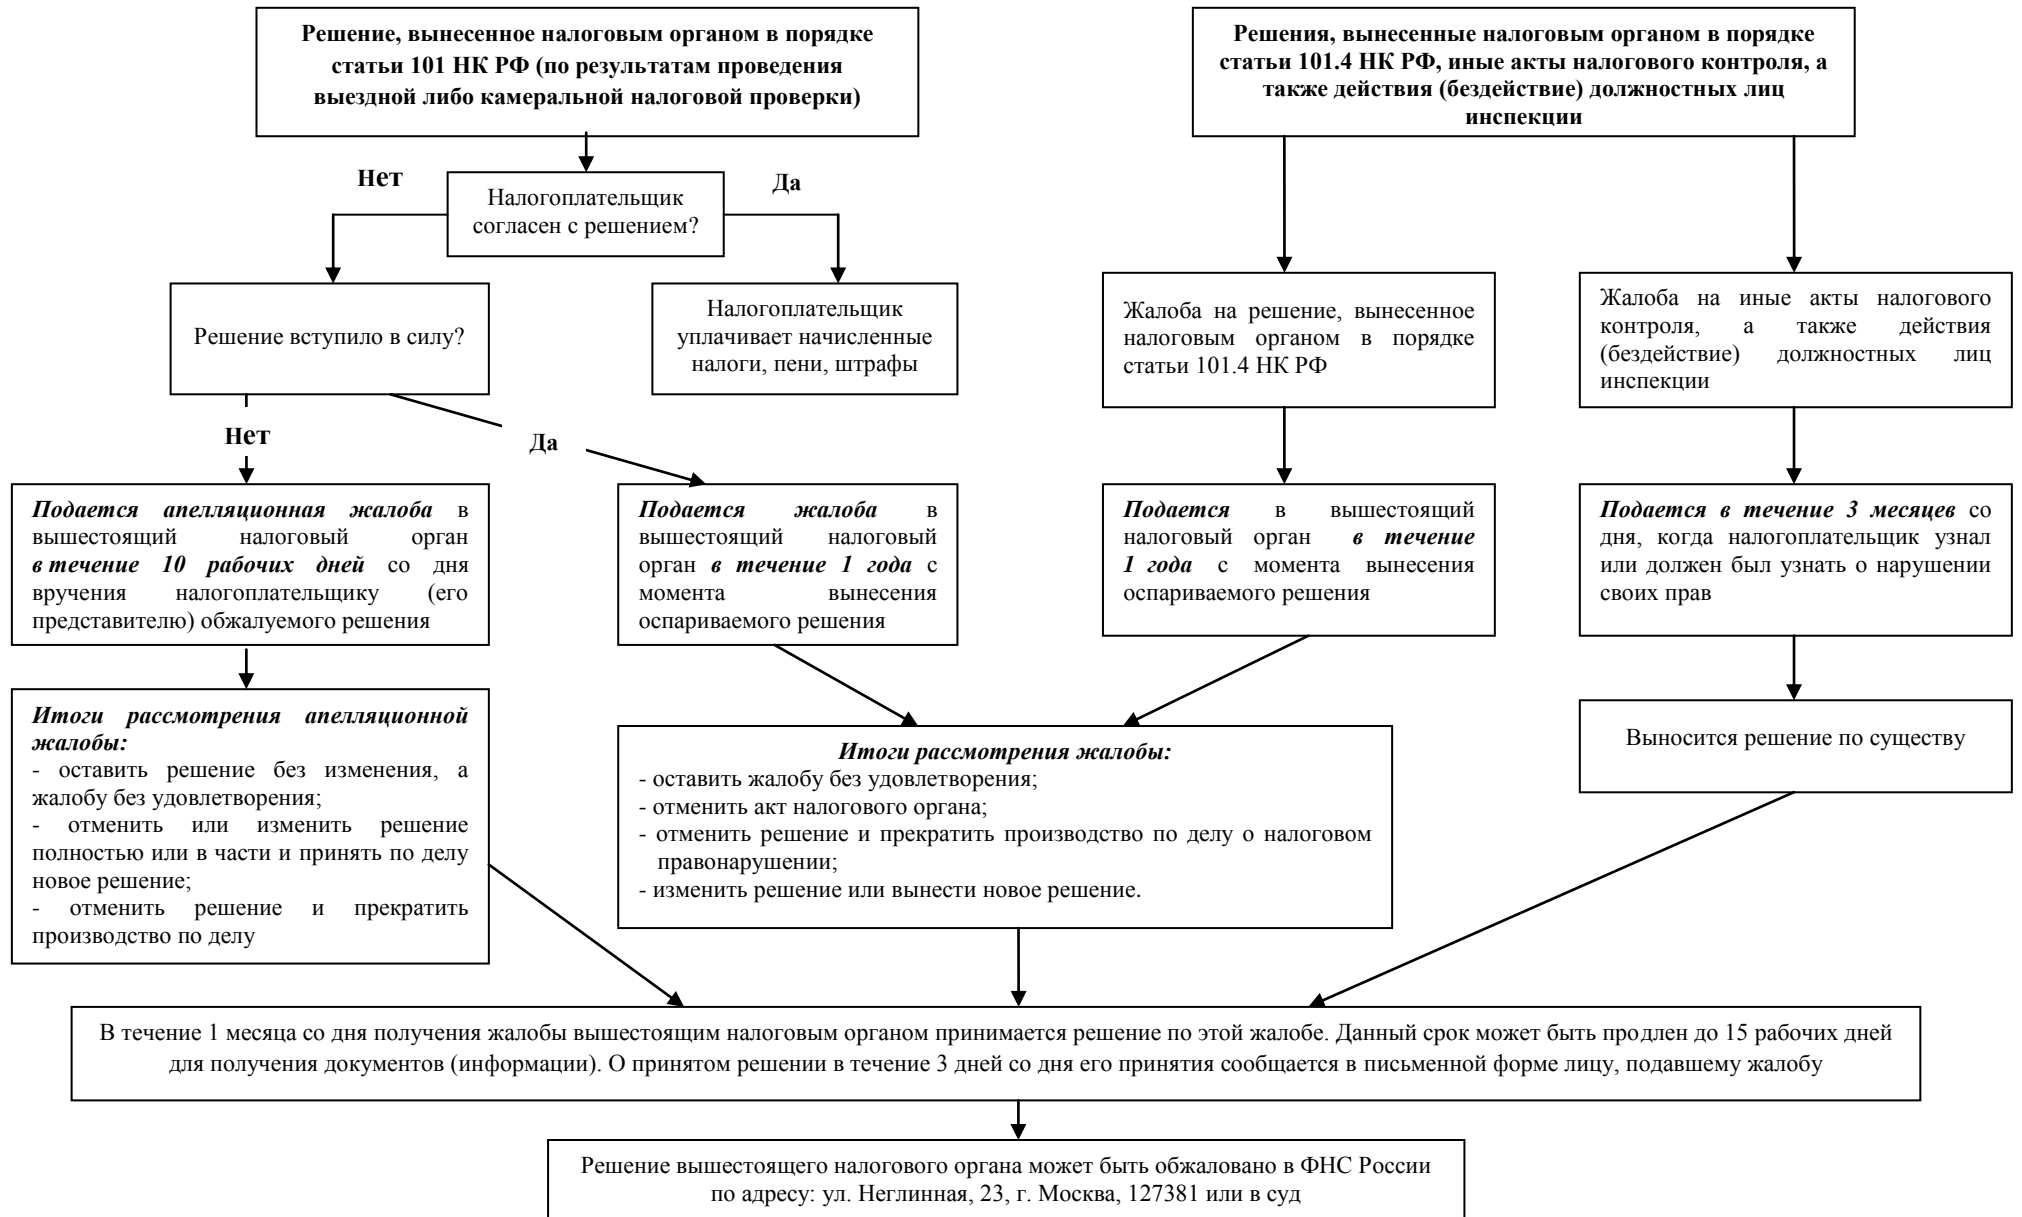 Решение, вынесенное налоговым органом в порядке
статьи 101 НК РФ (по результатам проведения
выездной либо камеральной налоговой проверки)
Решения, вынесенные налоговым органом в порядке
статьи 101.4 НК РФ, иные акты налогового контроля, а
также действия (бездействие) должностных лиц
инспекции
Нет
Да
Налогоплательщик
согласен с решением?
Решение вступило в силу?
Налогоплательщик
уплачивает начисленные
налоги, пени, штрафы
Жалоба на решение, вынесенное
налоговым органом в порядке
статьи 101.4 НК РФ
Жалоба на иные акты налогового
контроля, а также действия
(бездействие) должностных лиц
инспекции
Нет
Да
Подается апелляционная жалоба в
вышестоящий налоговый орган
в течение 10 рабочих дней со дня
вручения налогоплательщику (его
представителю) обжалуемого решения
Подается жалоба в
вышестоящий налоговый
орган в течение 1 года с
момента вынесения
оспариваемого решения
Подается в вышестоящий
налоговый орган в течение
1 года с момента вынесения
оспариваемого решения
Подается в течение 3 месяцев со
дня, когда налогоплательщик узнал
или должен был узнать о нарушении
своих прав
Итоги рассмотрения апелляционной
жалобы:
- оставить решение без изменения, а
жалобу без удовлетворения;
- отменить или изменить решение
полностью или в части и принять по делу
новое решение;
- отменить решение и прекратить
производство по делу
Итоги рассмотрения жалобы:
- оставить жалобу без удовлетворения;
- отменить акт налогового органа;
- отменить решение и прекратить производство по делу о налоговом
правонарушении;
- изменить решение или вынести новое решение.
Выносится решение по существу
В течение 1 месяца со дня получения жалобы вышестоящим налоговым органом принимается решение по этой жалобе. Данный срок может быть продлен до 15 рабочих дней
для получения документов (информации). О принятом решении в течение 3 дней со дня его принятия сообщается в письменной форме лицу, подавшему жалобу
Решение вышестоящего налогового органа может быть обжаловано в ФНС России
по адресу: ул. Неглинная, 23, г. Москва, 127381 или в суд